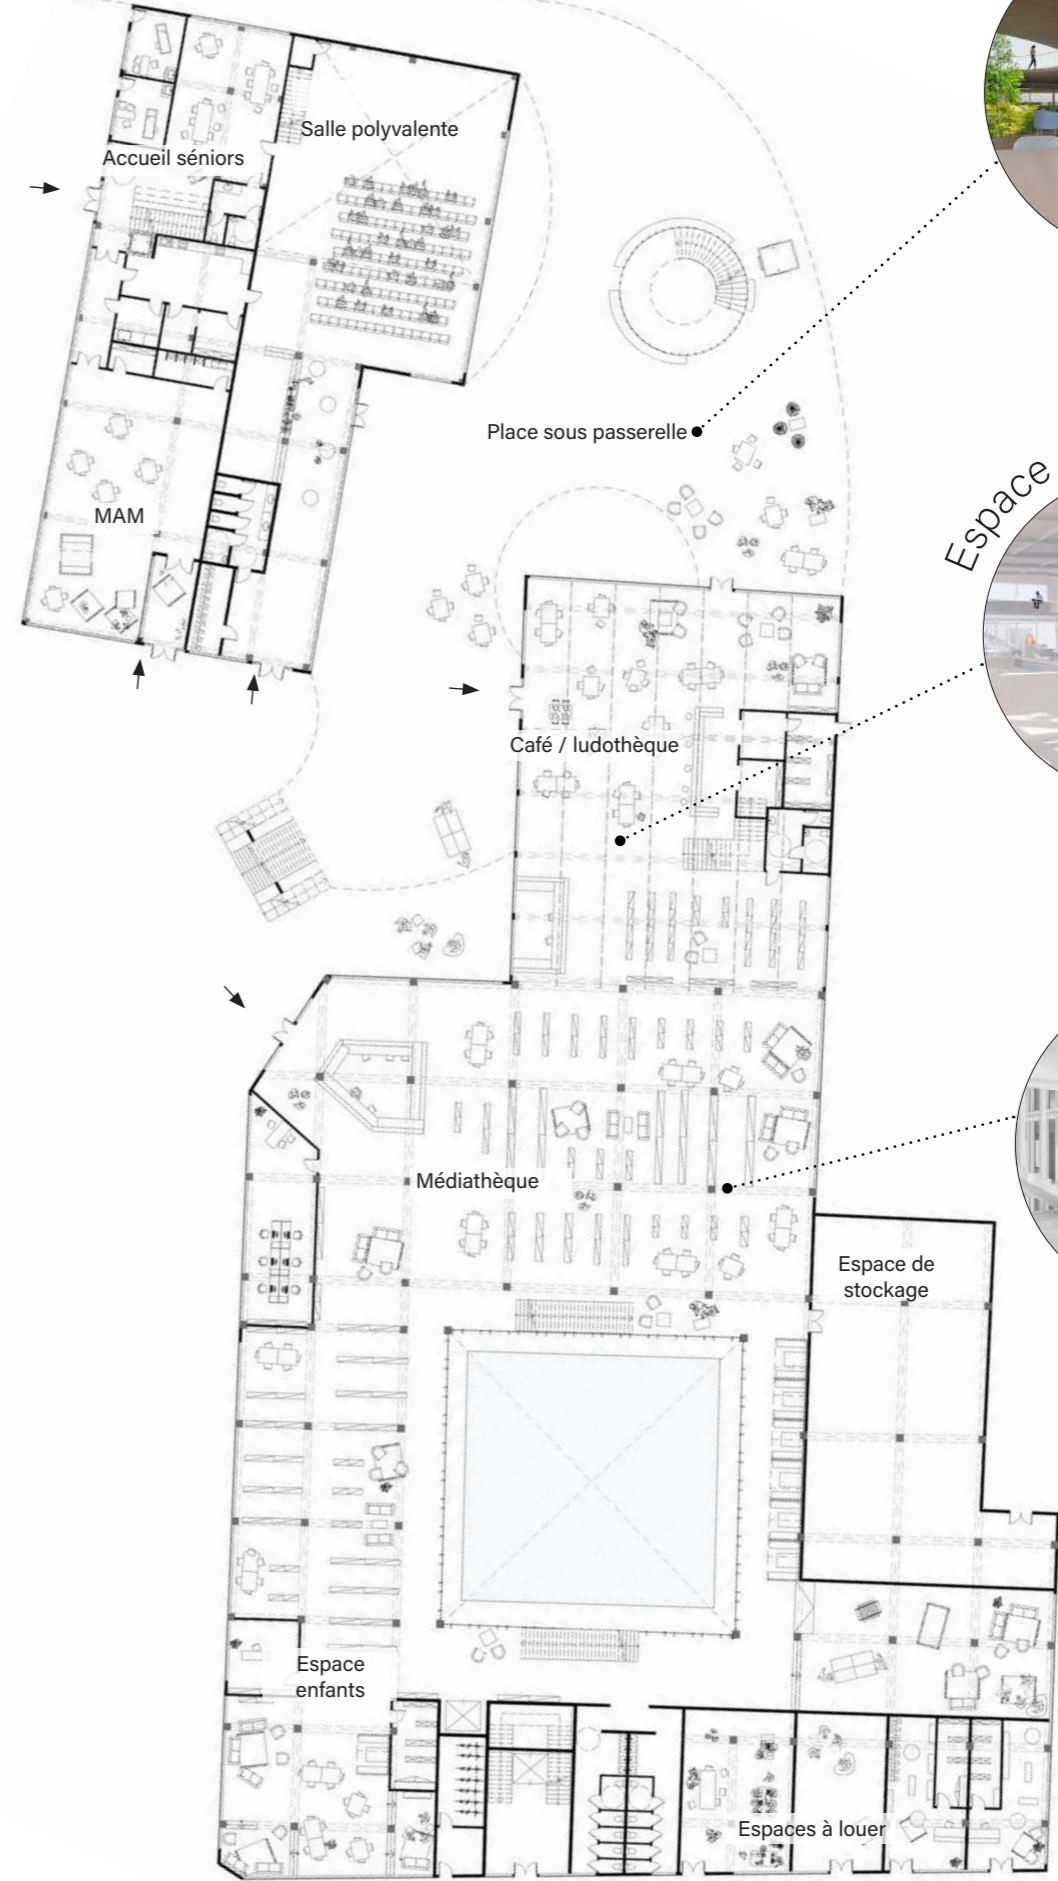 Salle polyvalente
Accueil séniors
Place sous passerelle
Espace
MAM
Café / ludothèque
Médiathèque
Espace de
stockage
Espace
enfants
Espaces à louer